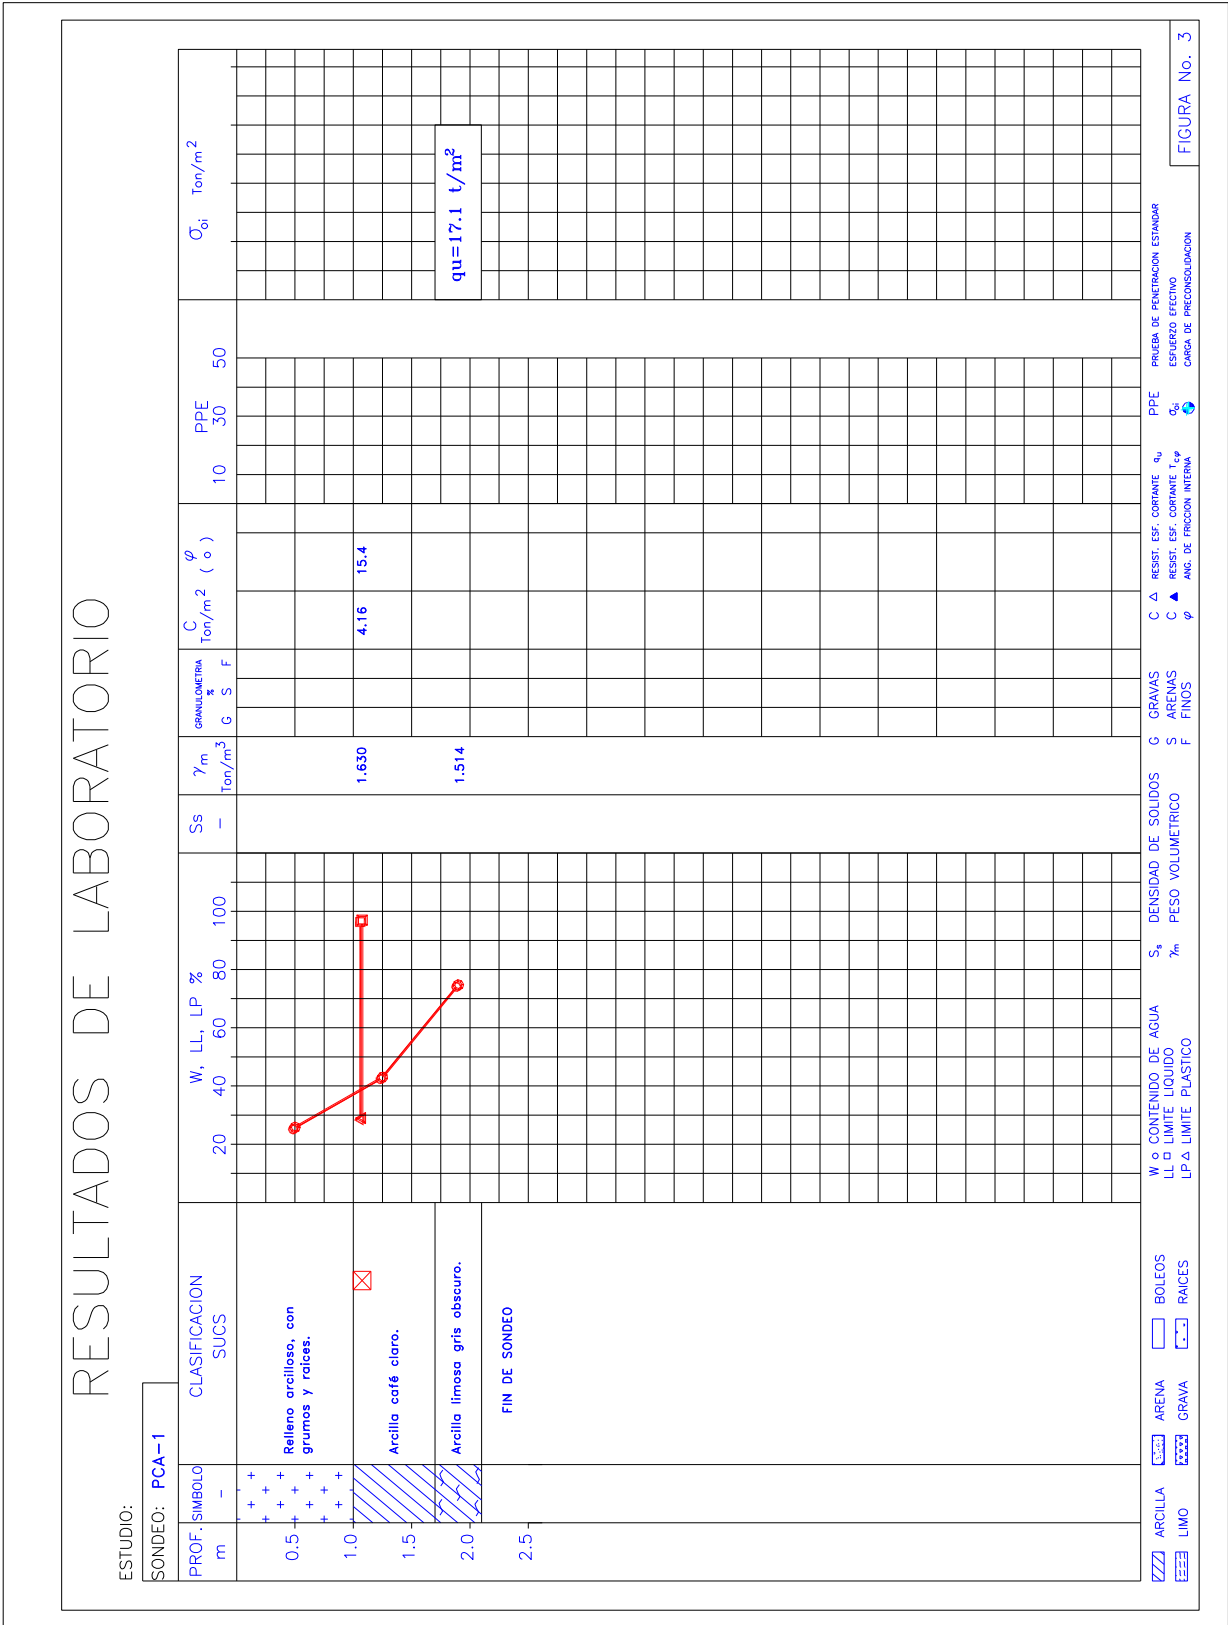 RESULTADOS DE LABORATORIO
ESTUDIO:
SONDEO: PCA-1
PROF.
m
SIMBOLO
-
CLASIFICACION
SUCS
W, LL, LP %
20 40 60 80 100
Ss
-
γm
Ton/m3
GRANULOMETRIA
%
G S F
C
Ton/m2
φ
( o )
PPE
10 30 50
σoi Ton/m2
0.5
1.0
1.5
2.0
2.5
Relleno arcilloso, con
grumos y raices.
Arcilla café claro.
1.630
4.16
15.4
Arcilla limosa gris obscuro.
1.514
qu=17.1 t/m2
FIN DE SONDEO
ARCILLA
LIMO
ARENA
GRAVA
BOLEOS
RAICES
W o CONTENIDO DE AGUA
LL □ LIMITE LIQUIDO
LP △ LIMITE PLASTICO
Ss DENSIDAD DE SOLIDOS
γm PESO VOLUMETRICO
G GRAVAS
S ARENAS
F FINOS
C △ RESIST. ESF. CORTANTE qu
C ▲ RESIST. ESF. CORTANTE Tcφ
φ ANG. DE FRICCION INTERNA
PPE PRUEBA DE PENETRACION ESTANDAR
σoi ESFUERZO EFECTIVO
CARGA DE PRECONSOLIDACION
FIGURA No. 3